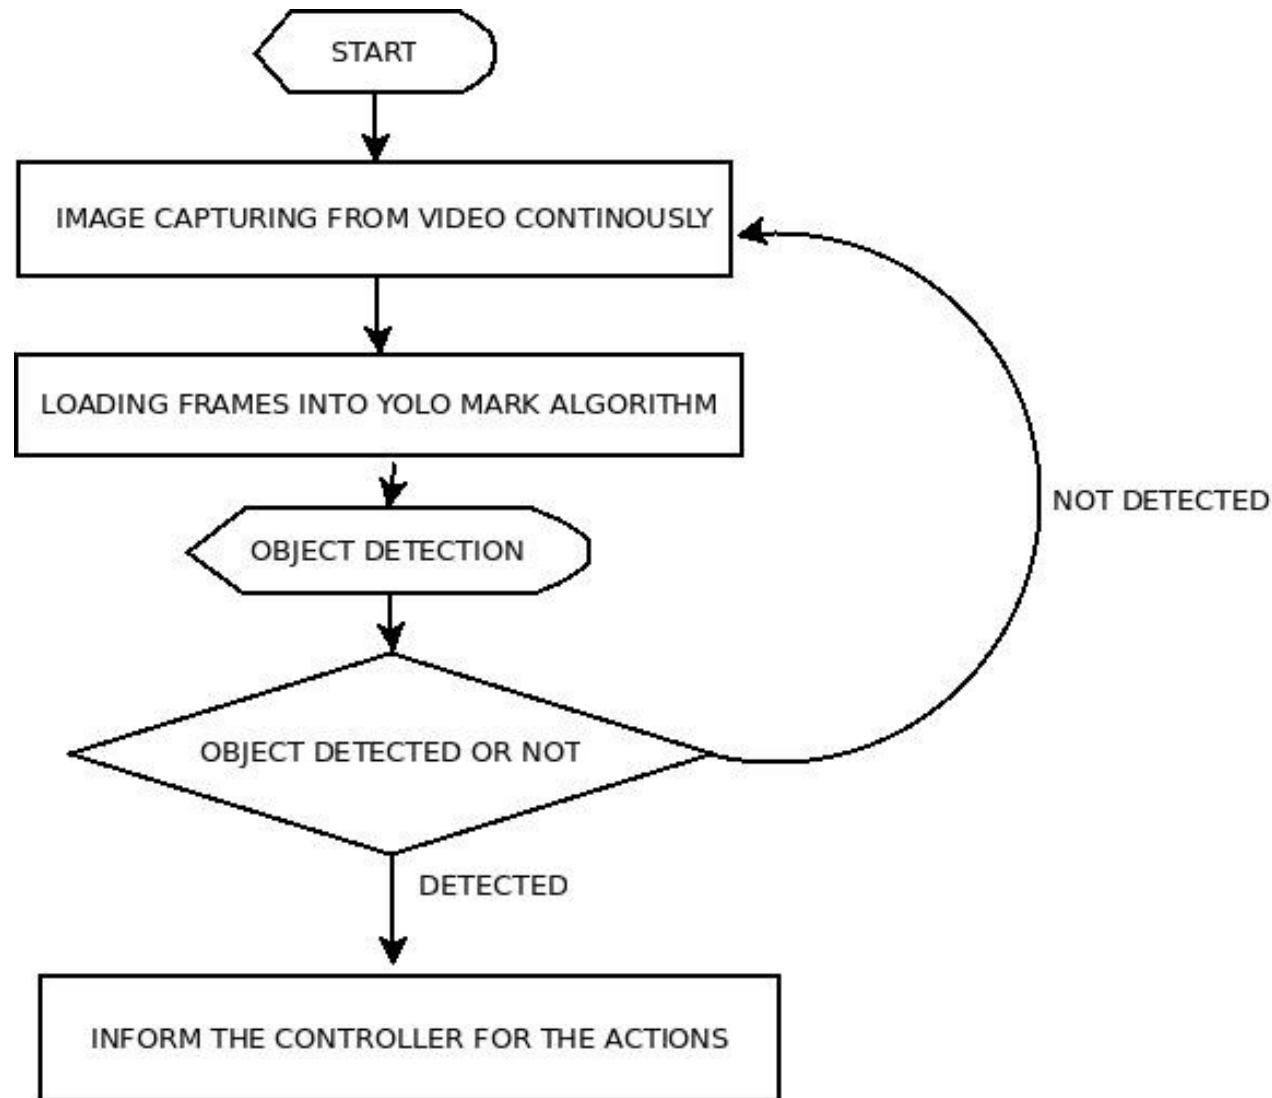 START
IMAGE CAPTURING FROM VIDEO CONTINOUSLY
LOADING FRAMES INTO YOLO MARK ALGORITHM
OBJECT DETECTION
NOT DETECTED
OBJECT DETECTED OR NOT
DETECTED
INFORM THE CONTROLLER FOR THE ACTIONS